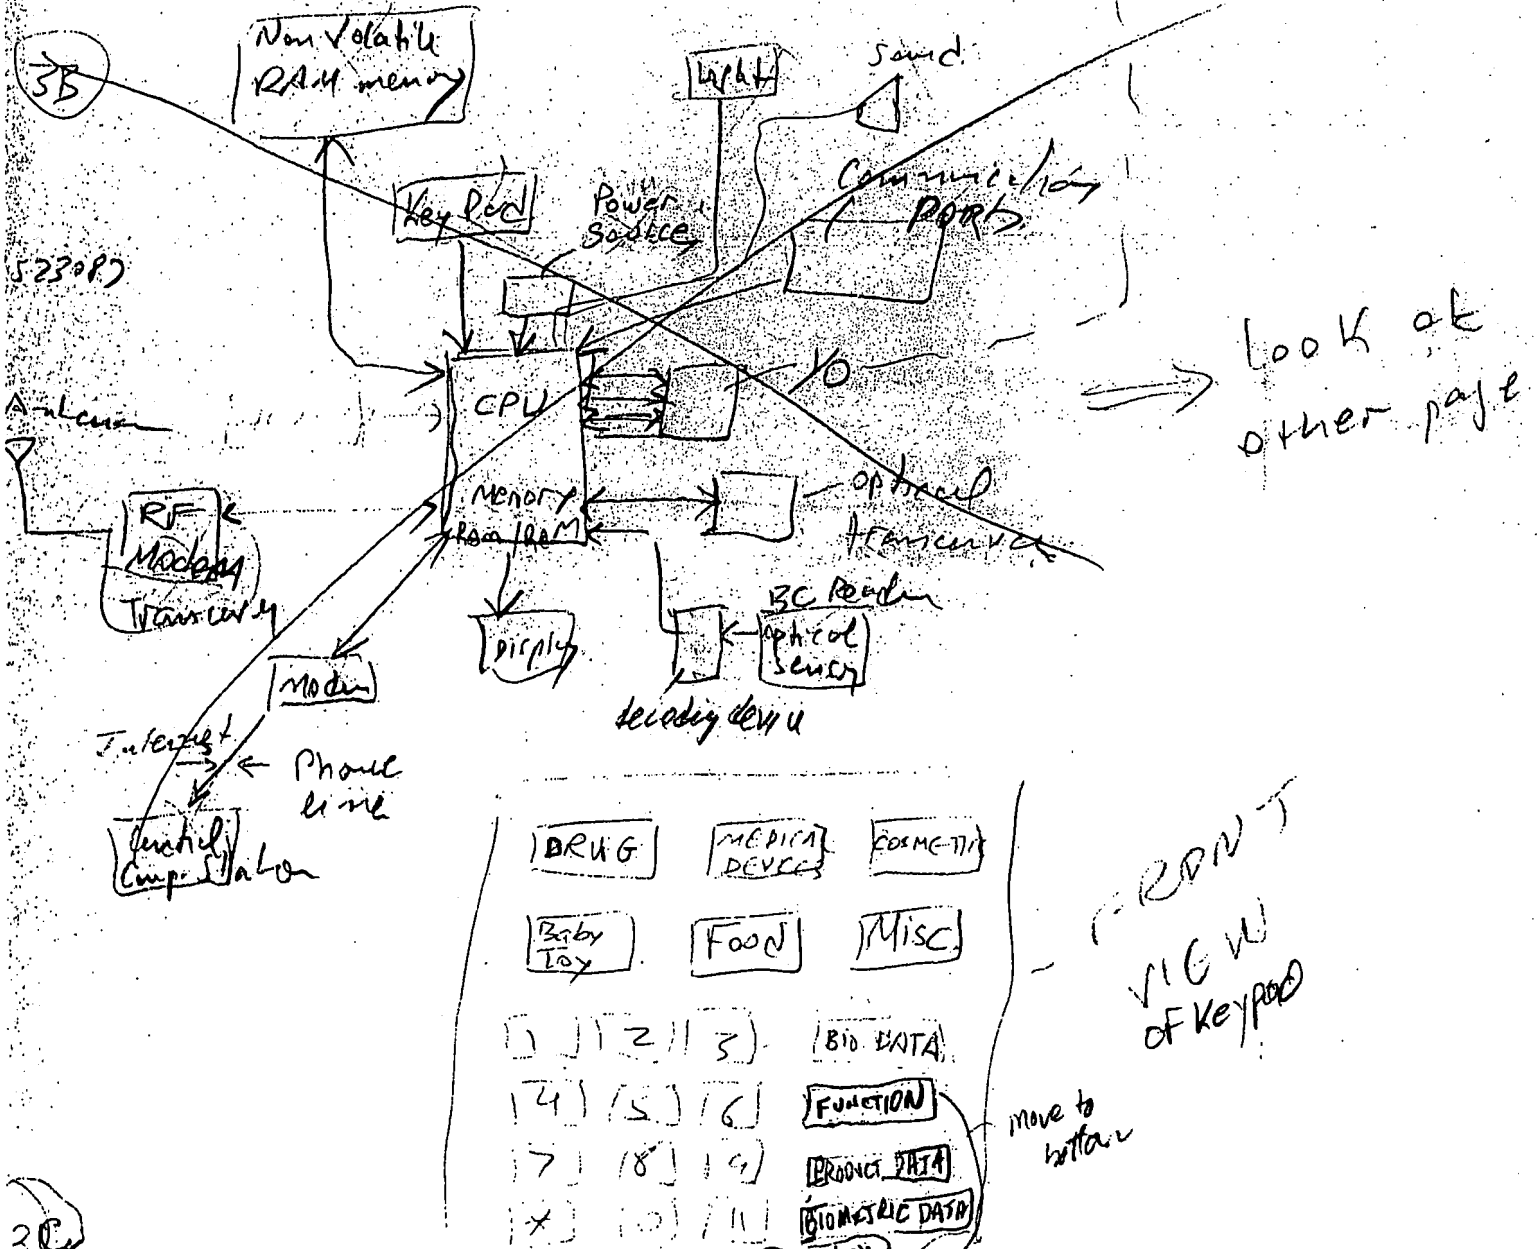 3B
Non Volatile
RAM memory
Light
Sound
Key Pad
Power
Source
Communication
PORTS
523087
CPU
I/O
look at
other page
Antenna
RF
Modem
Transceiver
Memory
ROM/RAM
optical
transceiver
Display
BC Reader
optical
sensor
decoding device
Modem
Internet
Phone
line
Central
Comp. Station
DRUG
MEDICAL
DEVICES
COSMETIC
Baby
Toy
Food
Misc
FRONT
VIEW
OF KEYPAD
1 2 3 BIO DATA
4 5 6 FUNCTION
move to
bottom
7 8 9 PRODUCT DATA
* 0 BIOMETRIC DATA